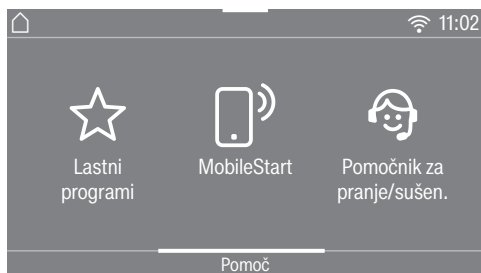 11:02
Lastni
programi
MobileStart
Pomočnik za
pranje/sušen.
Pomoč